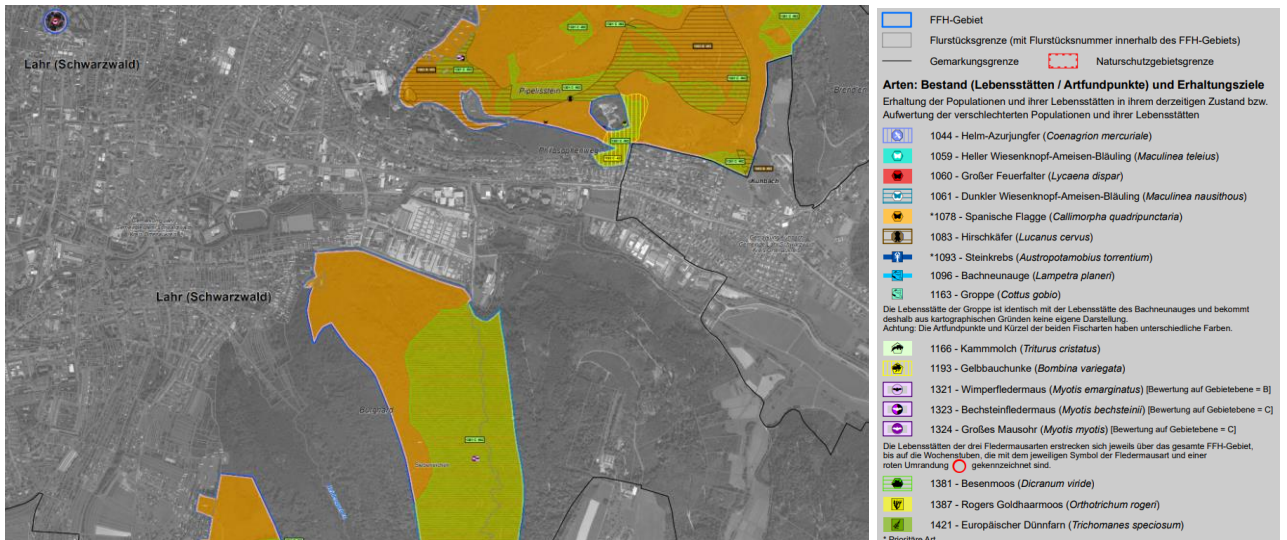 Lahr (Schwarzwald)
Pipelisstein
Burghard
Lahr (Schwarzwald)
FFH-Gebiet
Flurstücksgrenze (mit Flurstücksnummer innerhalb des FFH-Gebiets)
Gemarkungsgrenze Naturschutzgebietsgrenze
Arten: Bestand (Lebensstätten / Artfundpunkte) und Erhaltungsziele
Erhaltung der Populationen und ihrer Lebensstätten in ihrem derzeitigen Zustand bzw.
Aufwertung der verschlechterten Populationen und ihrer Lebensstätten
1044 - Helm-Azurjungfer (Coenagrion mercuriale)
1059 - Heller Wiesenknopf-Ameisen-Bläuling (Maculinea teleius)
1060 - Großer Feuerfalter (Lycaena dispar)
1061 - Dunkler Wiesenknopf-Ameisen-Bläuling (Maculinea nausithous)
*1078 - Spanische Flagge (Callimorpha quadripunctaria)
1083 - Hirschkäfer (Lucanus cervus)
*1093 - Steinkrebs (Austropotamobius torrentium)
1096 - Bachneunauge (Lampetra planeri)
1163 - Groppe (Cottus gobio)
Die Lebensstätte der Groppe ist identisch mit der Lebensstätte des Bachneunauges und bekommt
deshalb aus kartographischen Gründen keine eigene Darstellung.
Achtung: Die Artfundpunkte und Kürzel der beiden Fischarten haben unterschiedliche Farben.
1166 - Kammmolch (Triturus cristatus)
1193 - Gelbbauchunke (Bombina variegata)
1321 - Wimperfledermaus (Myotis emarginatus) [Bewertung auf Gebietebene = B]
1323 - Bechsteinfledermaus (Myotis bechsteinii) [Bewertung auf Gebietebene = C]
1324 - Großes Mausohr (Myotis myotis) [Bewertung auf Gebietebene = C]
Die Lebensstätten der drei Fledermausarten erstrecken sich jeweils über das gesamte FFH-Gebiet,
bis auf die Wochenstuben, die mit dem jeweiligen Symbol der Fledermausart und einer
roten Umrandung gekennzeichnet sind.
1381 - Besenmoos (Dicranum viride)
1387 - Rogers Goldhaarmoos (Orthotrichum rogeri)
1421 - Europäischer Dünnfarn (Trichomanes speciosum)
* Prioritäre Art